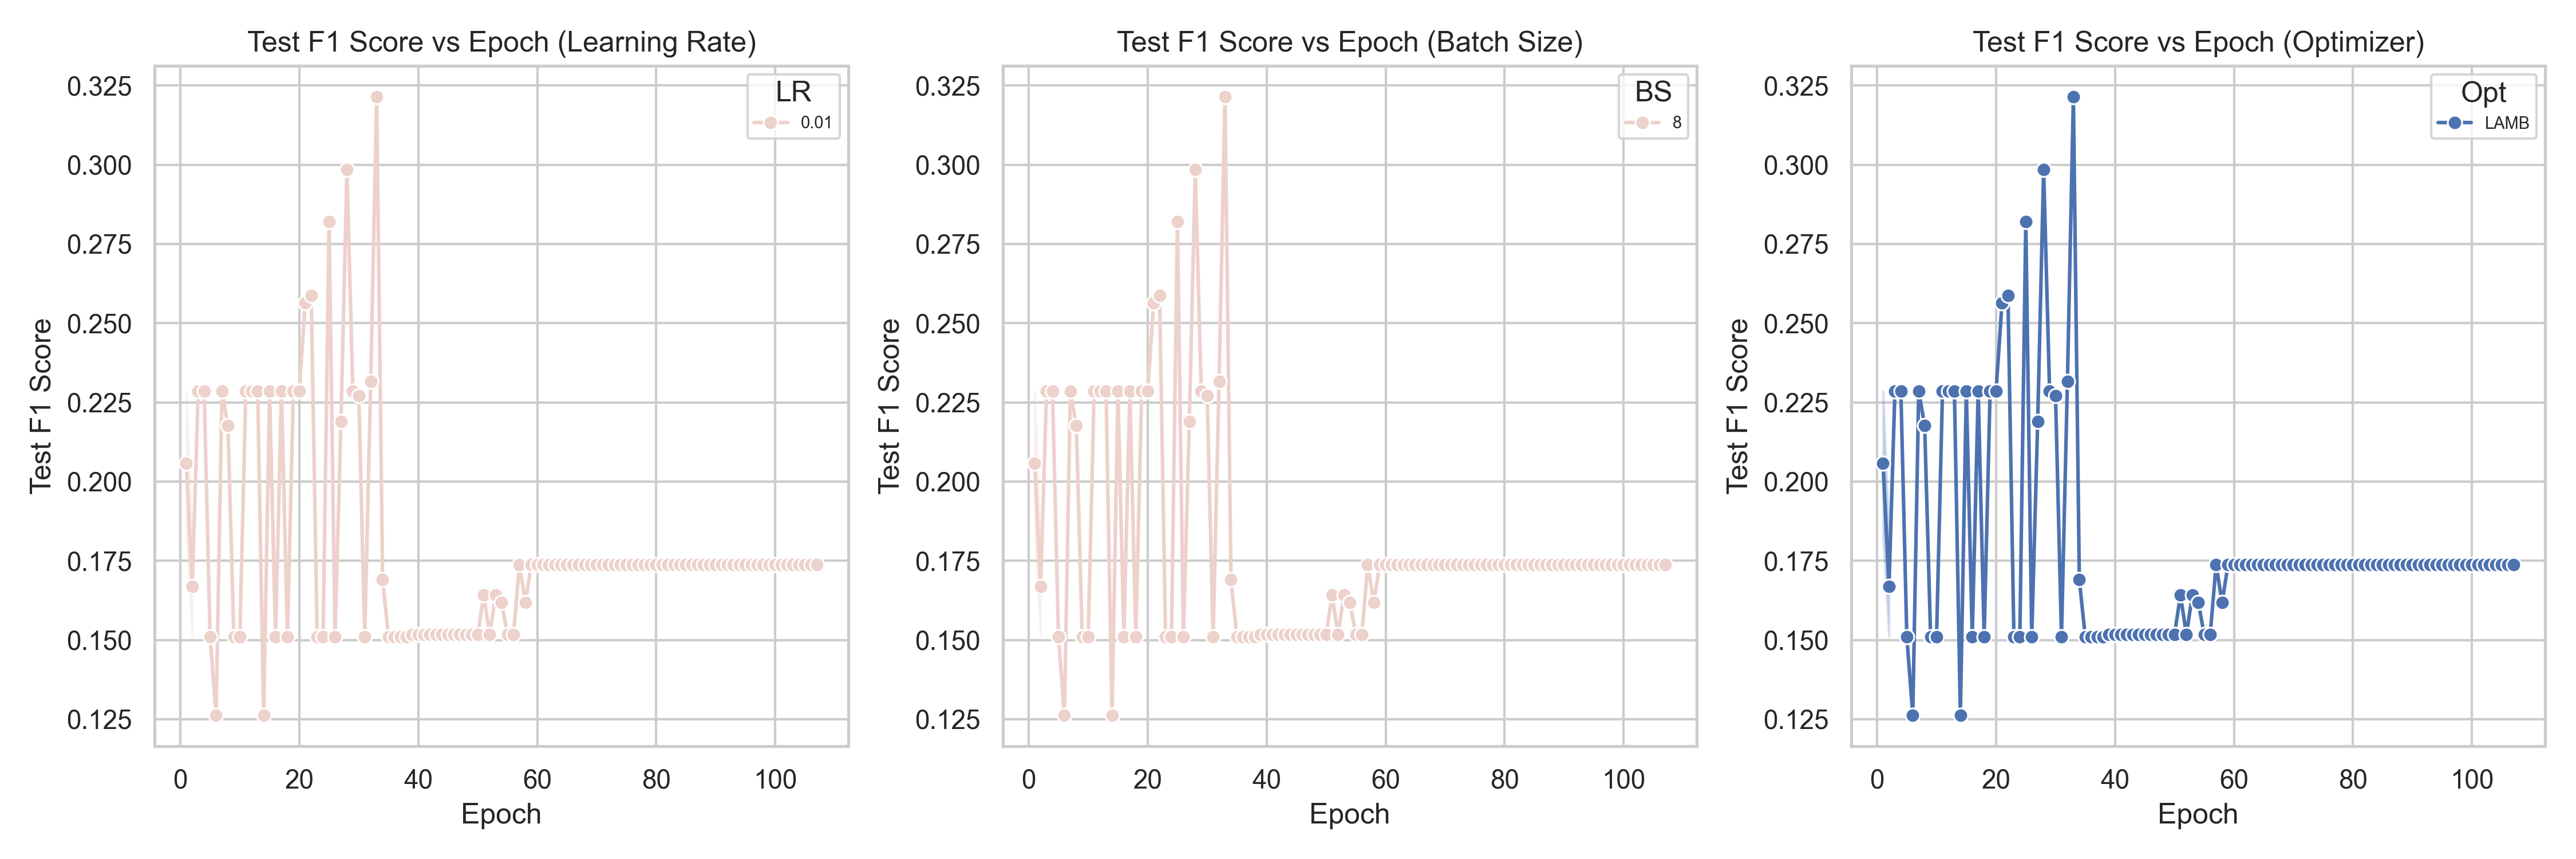 Test F1 Score vs Epoch (Learning Rate)
LR
0.01
0.325
0.300
0.275
0.250
0.225
0.200
0.175
0.150
0.125
Test F1 Score
0 20 40 60 80 100
Epoch
Test F1 Score vs Epoch (Batch Size)
BS
8
0.325
0.300
0.275
0.250
0.225
0.200
0.175
0.150
0.125
Test F1 Score
0 20 40 60 80 100
Epoch
Test F1 Score vs Epoch (Optimizer)
Opt
LAMB
0.325
0.300
0.275
0.250
0.225
0.200
0.175
0.150
0.125
Test F1 Score
0 20 40 60 80 100
Epoch